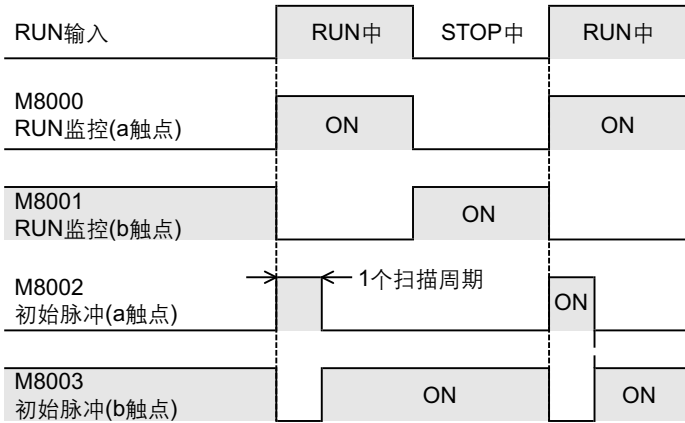 RUN输入
RUN中
STOP中
RUN中
M8000
RUN监控(a触点)
ON
ON
M8001
RUN监控(b触点)
ON
M8002
初始脉冲(a触点)
1个扫描周期
ON
M8003
初始脉冲(b触点)
ON
ON